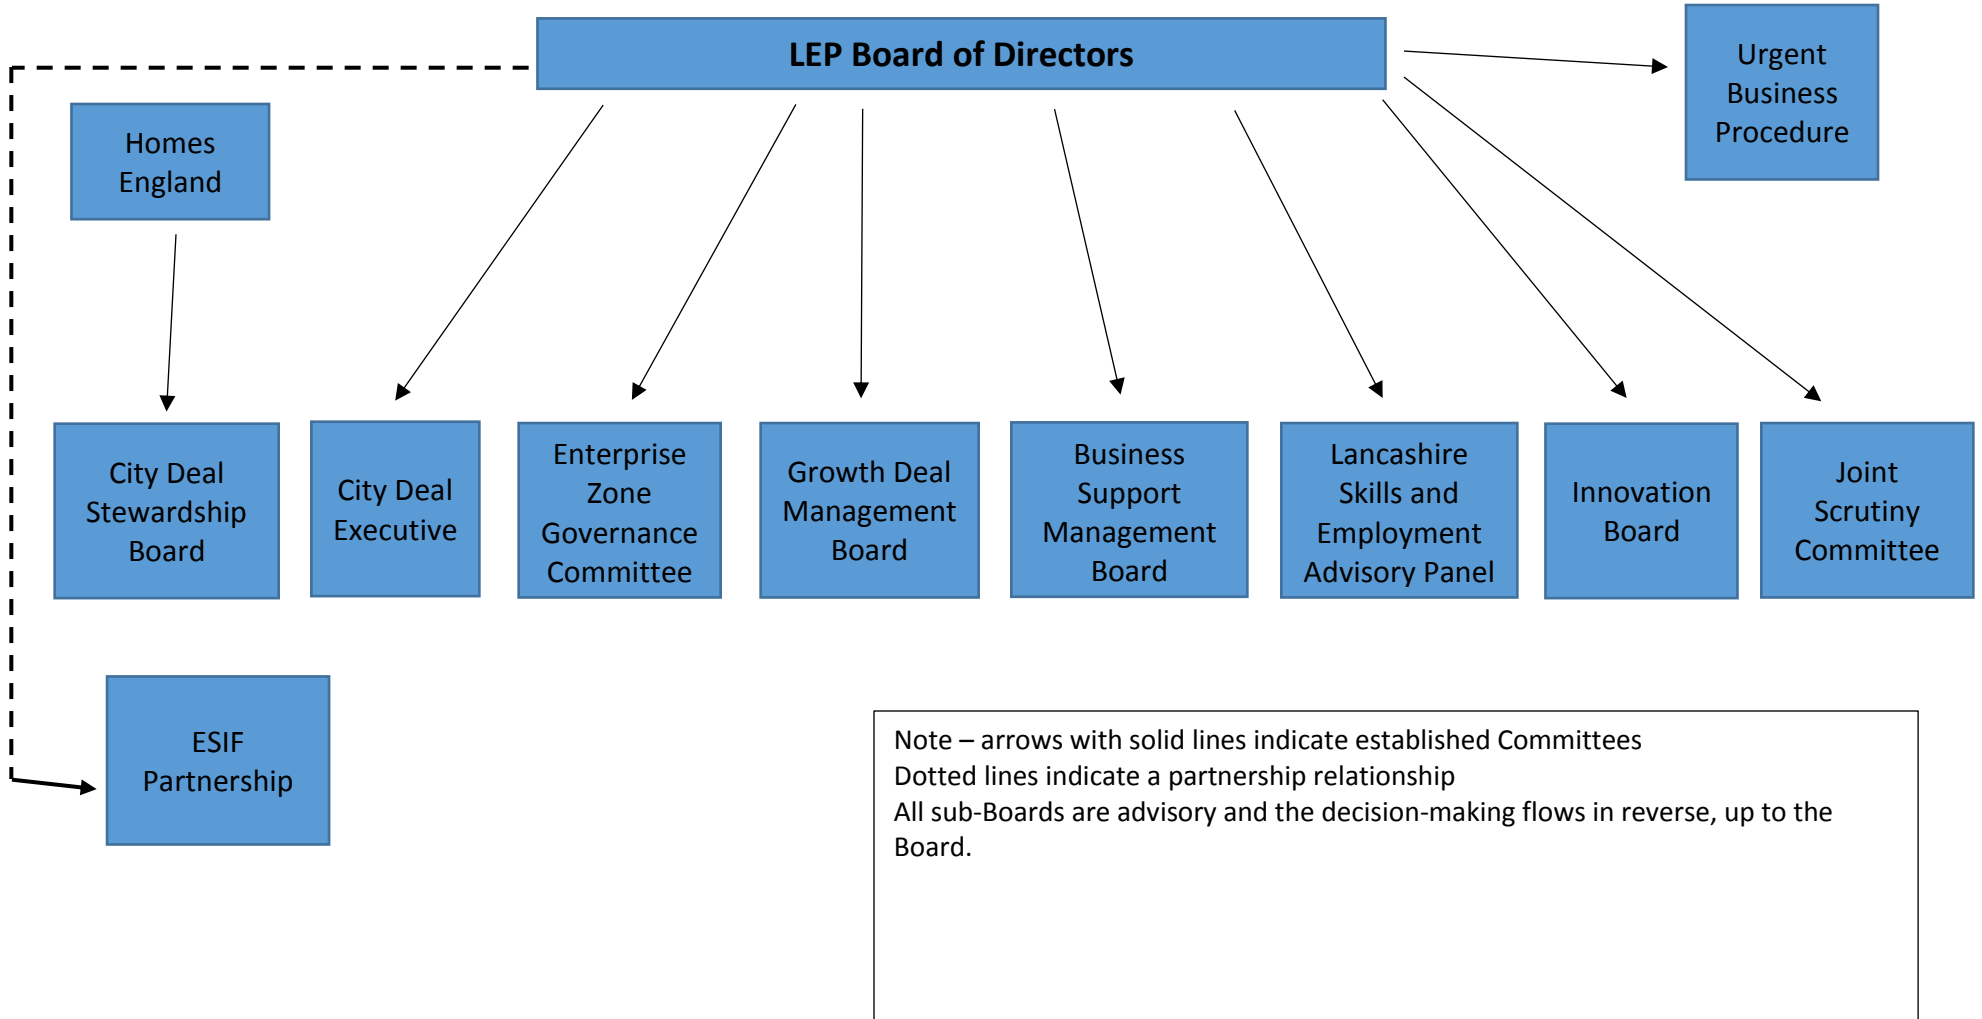 LEP Board of Directors
Urgent
Business
Procedure
Homes
England
City Deal
Stewardship
Board
City Deal
Executive
Enterprise
Zone
Governance
Committee
Growth Deal
Management
Board
Business
Support
Management
Board
Lancashire
Skills and
Employment
Advisory Panel
Innovation
Board
Joint
Scrutiny
Committee
ESIF
Partnership
Note – arrows with solid lines indicate established Committees
Dotted lines indicate a partnership relationship
All sub-Boards are advisory and the decision-making flows in reverse, up to the
Board.